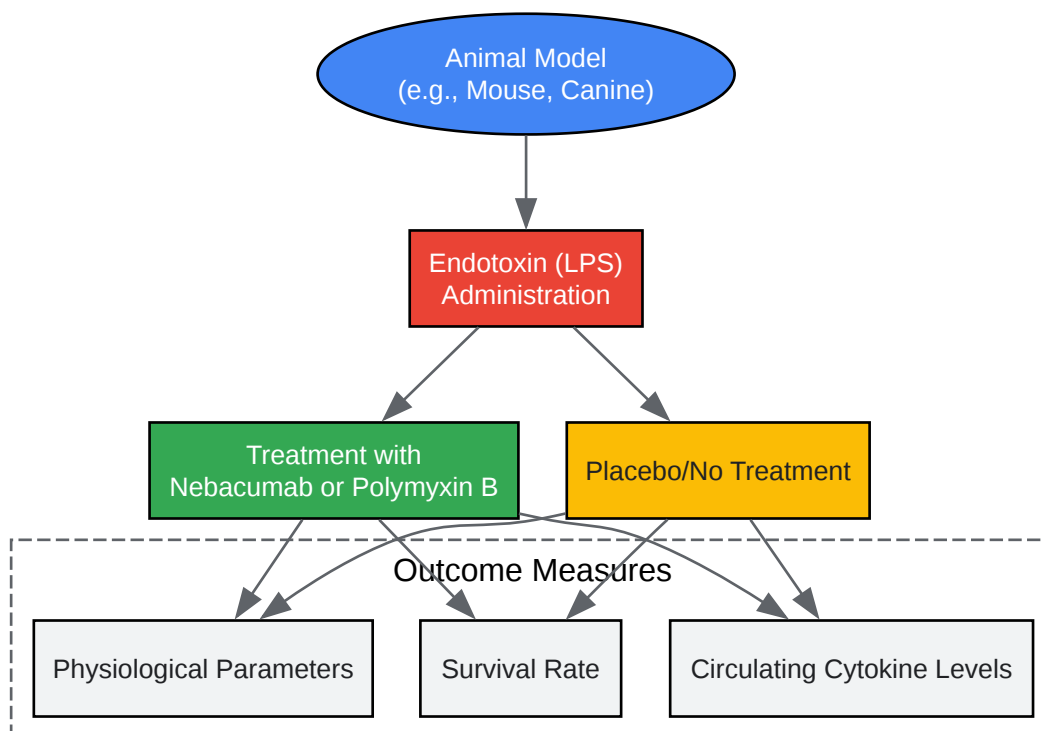 Animal Model
(e.g., Mouse, Canine)
Endotoxin (LPS)
Administration
Treatment with
Nebacumab or Polymyxin B
Placebo/No Treatment
Outcome Measures
Physiological Parameters
Survival Rate
Circulating Cytokine Levels